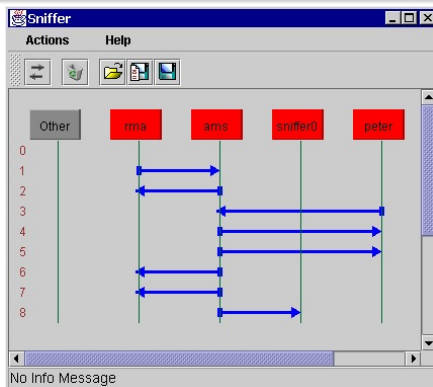 Sniffer
Actions Help
Other rma ams sniffer0 peter
0
1
2
3
4
5
6
7
8
No Info Message